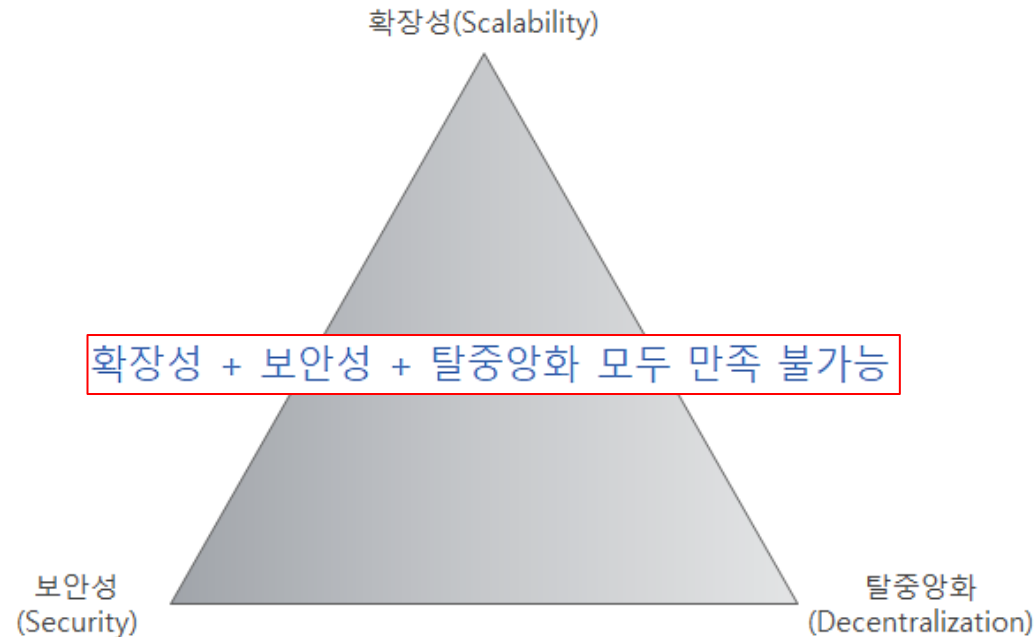 확장성(Scalability)
확장성 + 보안성 + 탈중앙화 모두 만족 불가능
보안성
(Security)
탈중앙화
(Decentralization)